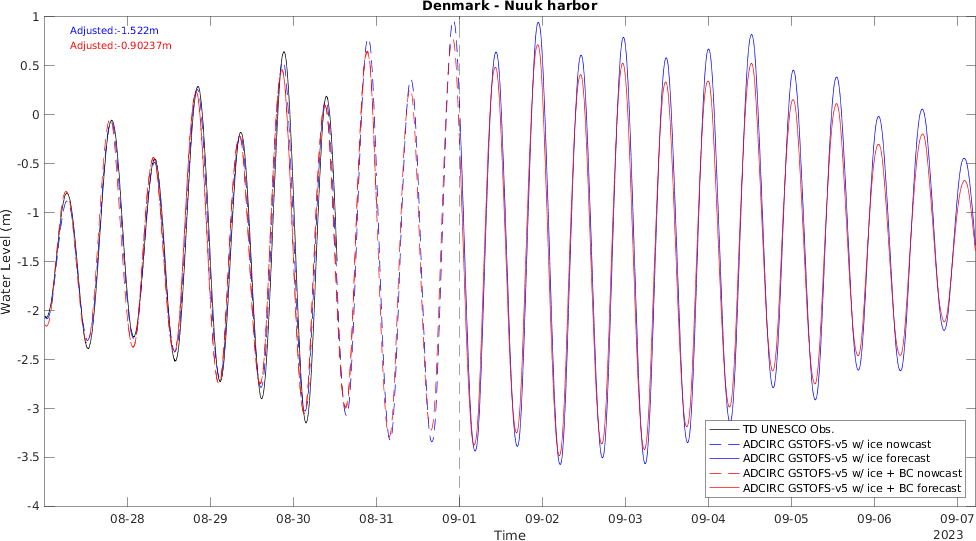 Denmark - Nuuk harbor
Adjusted:-1.522m
Adjusted:-0.90237m
1
0.5
0
-0.5
-1
-1.5
-2
-2.5
-3
-3.5
-4
Water Level (m)
TD UNESCO Obs.
ADCIRC GSTOFS-v5 w/ ice nowcast
ADCIRC GSTOFS-v5 w/ ice forecast
ADCIRC GSTOFS-v5 w/ ice + BC nowcast
ADCIRC GSTOFS-v5 w/ ice + BC forecast
08-28 08-29 08-30 08-31 09-01 09-02 09-03 09-04 09-05 09-06 09-07
Time
2023